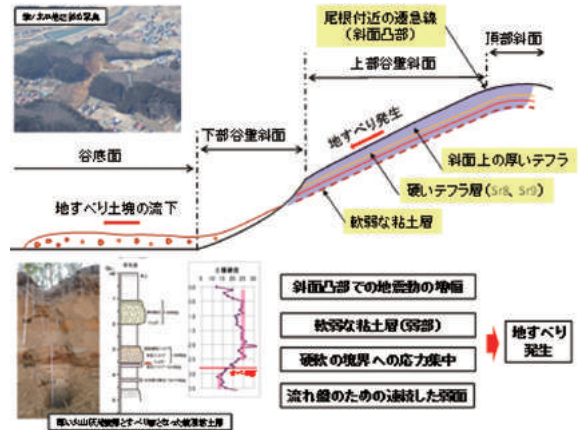 尾根付近の遷急線
(斜面凸部)
頂部斜面
上部谷壁斜面
下部谷壁斜面
谷底面
地すべり発生
地すべり土塊の流下
斜面上の厚いテフラ
硬いテフラ層(Sr8、Sr9)
軟弱な粘土層
斜面凸部での地震動の増幅
軟弱な粘土層(弱部)
硬軟の境界への応力集中
流れ盤のための連続した弱面
地すべり
発生